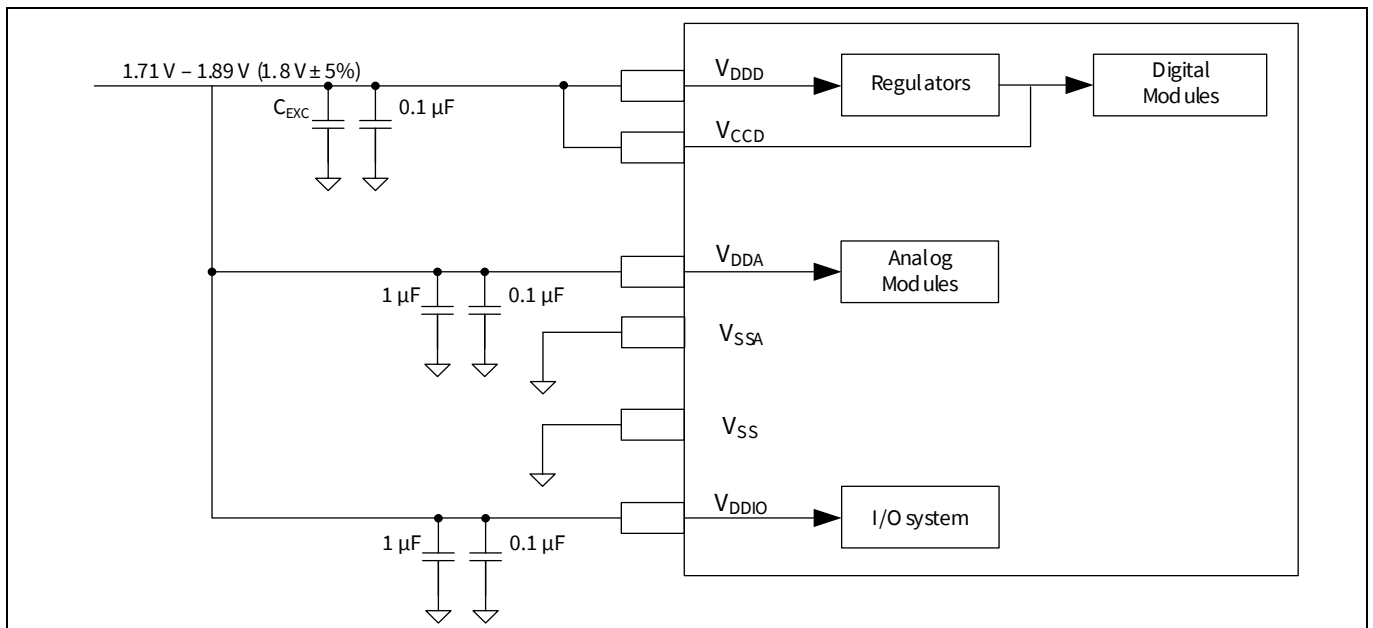 1.71 V – 1.89 V (1.8 V ± 5%)
C_EXC
0.1 µF
V_DDD
Regulators
Digital
Modules
V_CCD
V_DDA
Analog
Modules
1 µF
0.1 µF
V_SSA
V_SS
V_DDIO
I/O system
1 µF
0.1 µF